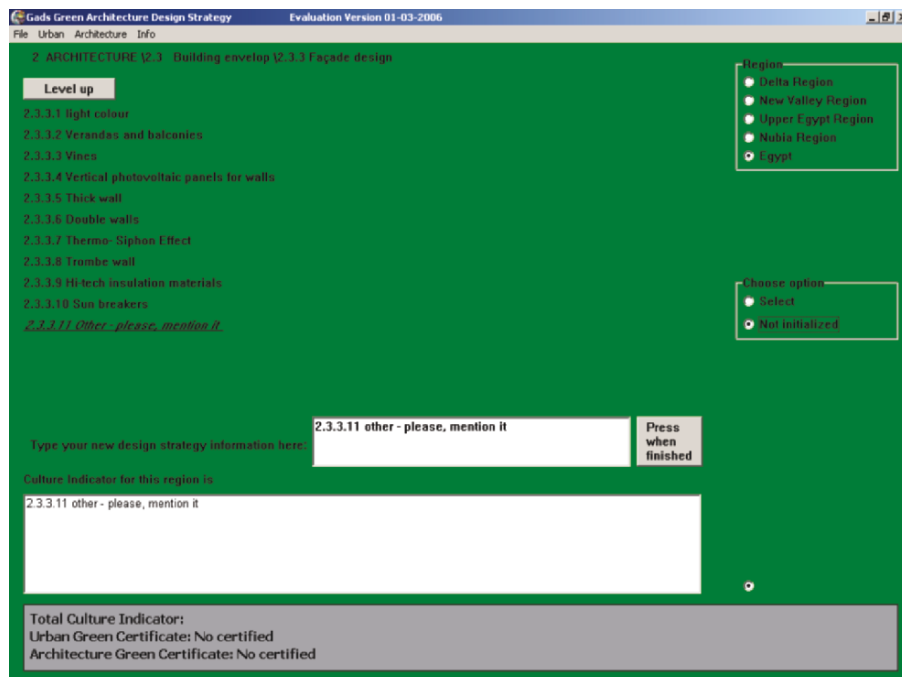 Gads Green Architecture Design Strategy Evaluation Version 01-03-2006
File Urban Architecture Info
2 ARCHITECTURE \2.3 Building envelop \2.3.3 Façade design
Level up
2.3.3.1 light colour
2.3.3.2 Verandas and balconies
2.3.3.3 Vines
2.3.3.4 Vertical photovoltaic panels for walls
2.3.3.5 Thick wall
2.3.3.6 Double walls
2.3.3.7 Thermo- Siphon Effect
2.3.3.8 Trombe wall
2.3.3.9 Hi-tech insulation materials
2.3.3.10 Sun breakers
2.3.3.11 Other - please, mention it
Region
Delta Region
New Valley Region
Upper Egypt Region
Nubia Region
Egypt
Choose option
Select
Not initialized
Type your new design strategy information here:
2.3.3.11 other - please, mention it
Press
when
finished
Culture Indicator for this region is
2.3.3.11 other - please, mention it
Total Culture Indicator:
Urban Green Certificate: No certified
Architecture Green Certificate: No certified